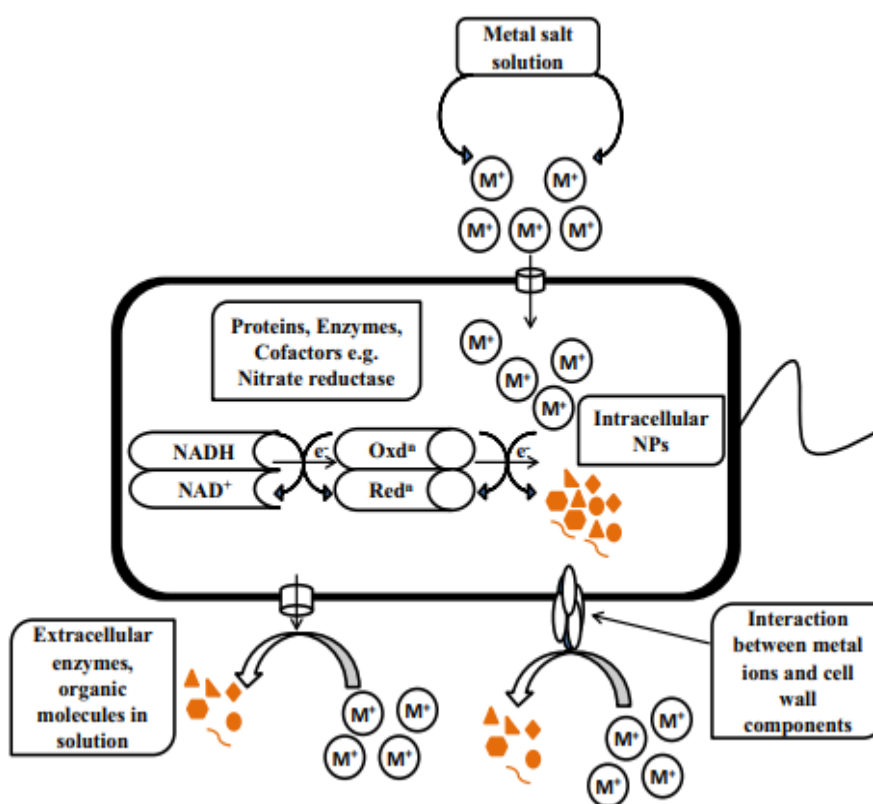 Metal salt
solution
M⁺ M⁺
M⁺ M⁺ M⁺
Proteins, Enzymes,
Cofactors e.g.
Nitrate reductase
M⁺
M⁺
M⁺
M⁺
Intracellular
NPs
NADH e⁻ Oxdⁿ e⁻
NAD⁺ Redⁿ
Extracellular
enzymes,
organic
molecules in
solution
M⁺ M⁺
M⁺ M⁺
M⁺ M⁺
M⁺ M⁺
Interaction
between metal
ions and cell
wall
components